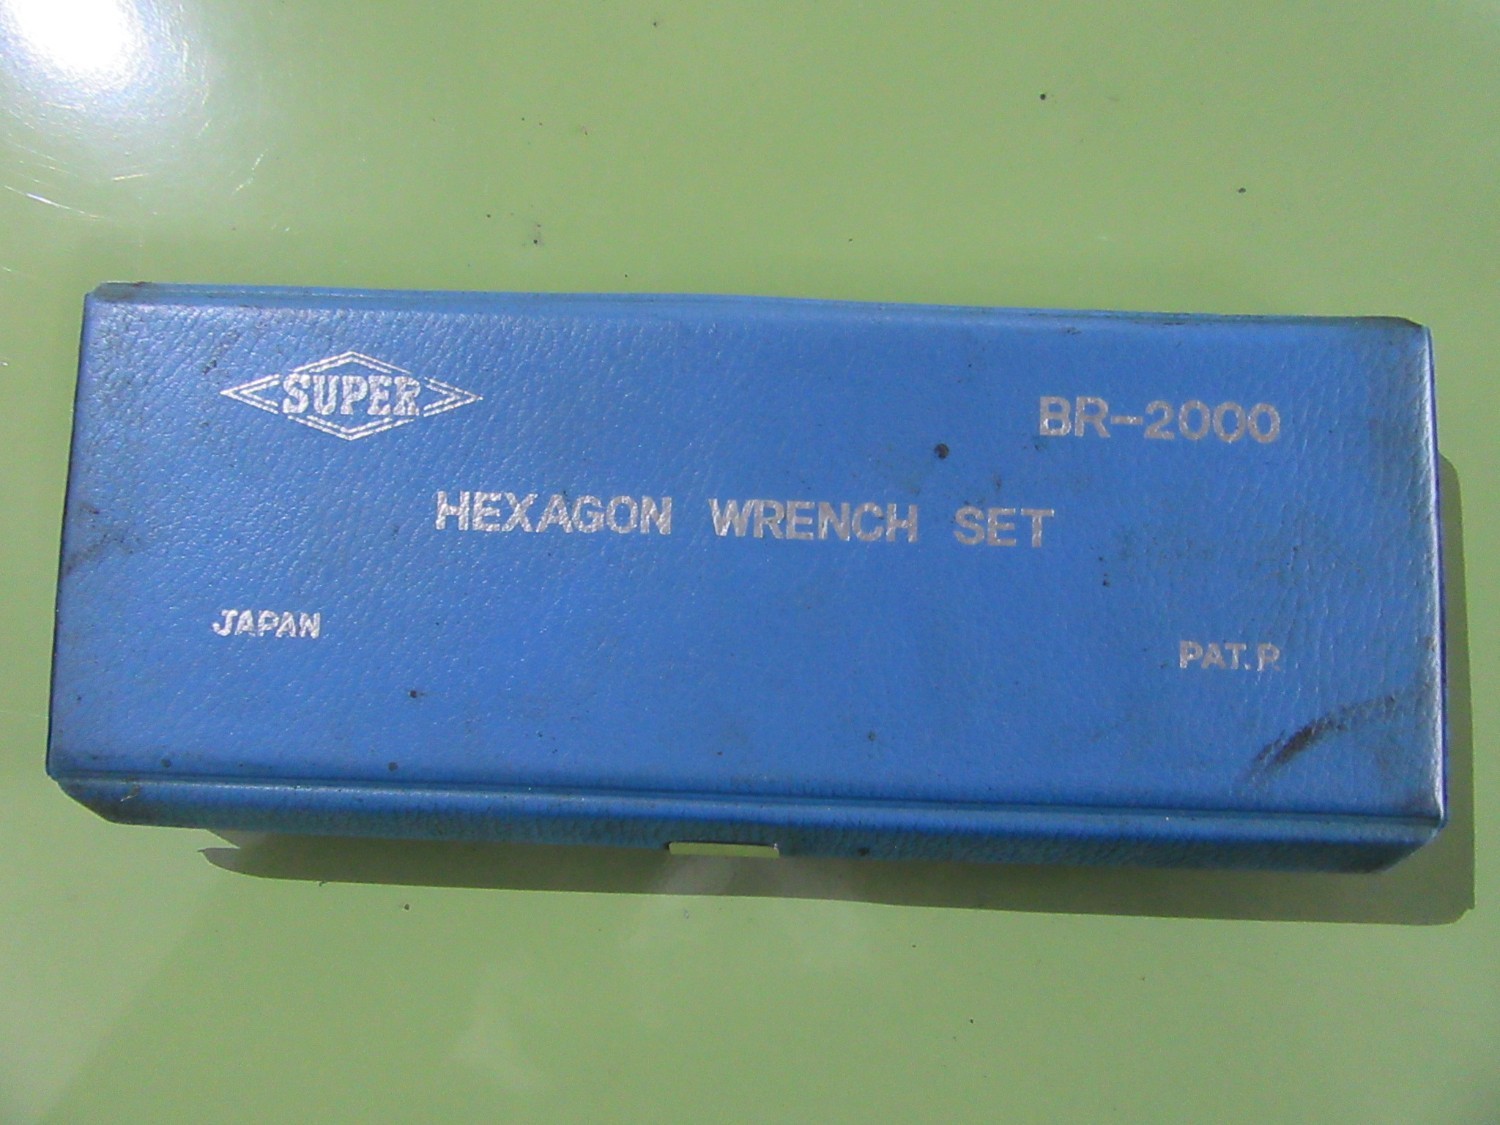 SUPER
BR-2000
HEXAGON WRENCH SET
JAPAN
PAT. P.